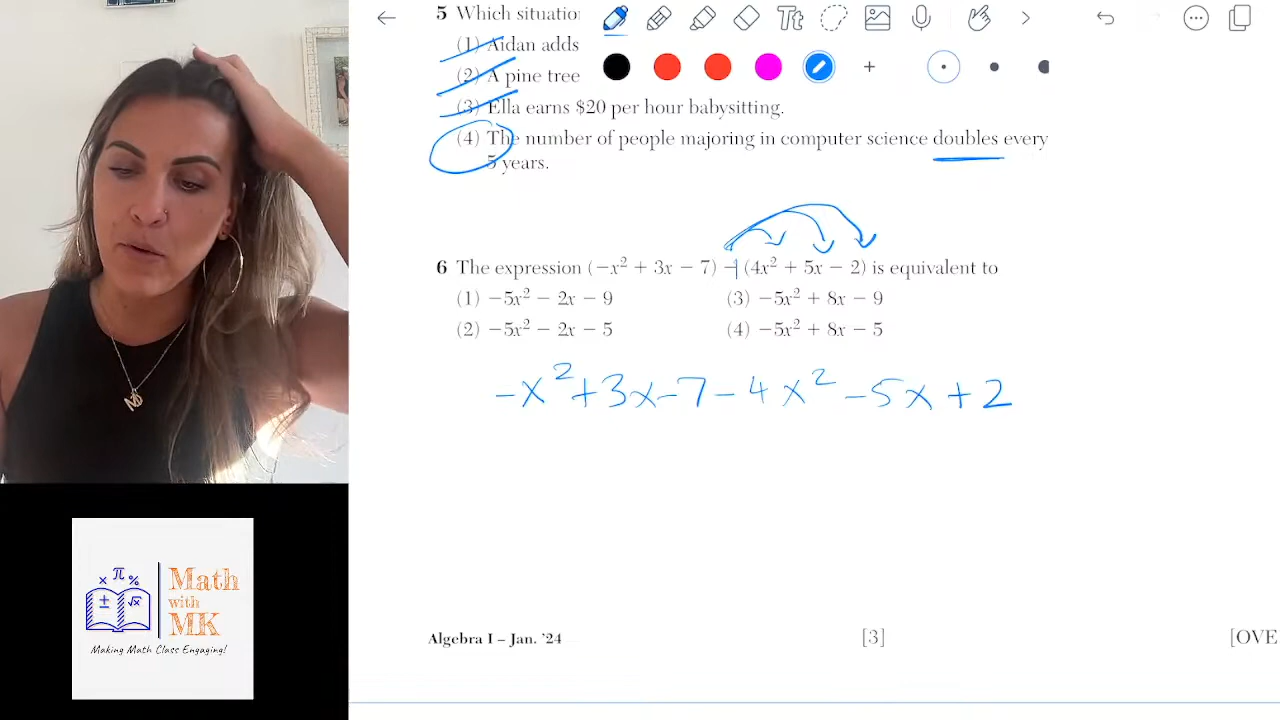 5 Which situation
(1) Aidan adds
(2) A pine tree
(3) Ella earns $20 per hour babysitting.
(4) The number of people majoring in computer science doubles every
5 years.
Tt
6 The expression (−x² + 3x − 7) −1(4x² + 5x − 2) is equivalent to
(1) −5x² − 2x − 9
(3) −5x² + 8x − 9
(2) −5x² − 2x − 5
(4) −5x² + 8x − 5
−x² + 3x − 7 − 4x² − 5x + 2
Algebra I – Jan. ’24
[3]
[OVE
x π %
± √x
Math
with
MK
Making Math Class Engaging!